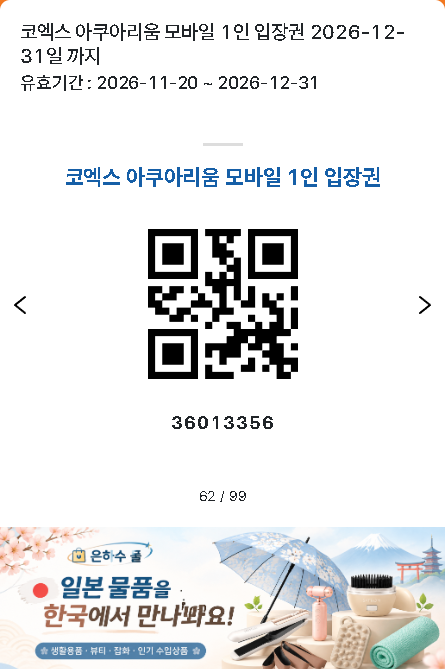 코엑스 아쿠아리움 모바일 1인 입장권 2026-12-
31일 까지
유효기간 : 2026-11-20 ~ 2026-12-31
코엑스 아쿠아리움 모바일 1인 입장권
36013356
62 / 99
은하수 몰
일본 물품을
한국에서 만나봐요!
생활용품 · 뷰티 · 잡화 · 인기 수입상품